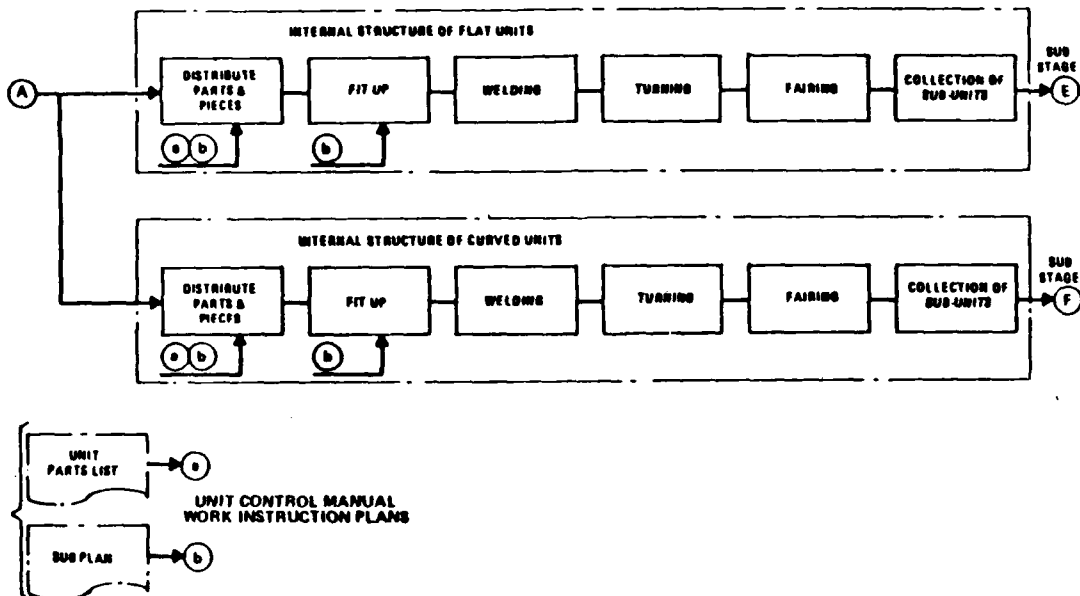 INTERNAL STRUCTURE OF FLAT UNITS
A
DISTRIBUTE
PARTS &
PIECES
FIT UP
WELDING
TURNING
FAIRING
COLLECTION OF
SUB-UNITS
SUB
STAGE
E
a b
b
INTERNAL STRUCTURE OF CURVED UNITS
DISTRIBUTE
PARTS &
PIECES
FIT UP
WELDING
TURNING
FAIRING
COLLECTION OF
SUB-UNITS
SUB
STAGE
F
a b
b
UNIT
PARTS LIST
a
UNIT CONTROL MANUAL
WORK INSTRUCTION PLANS
SUB PLAN
b